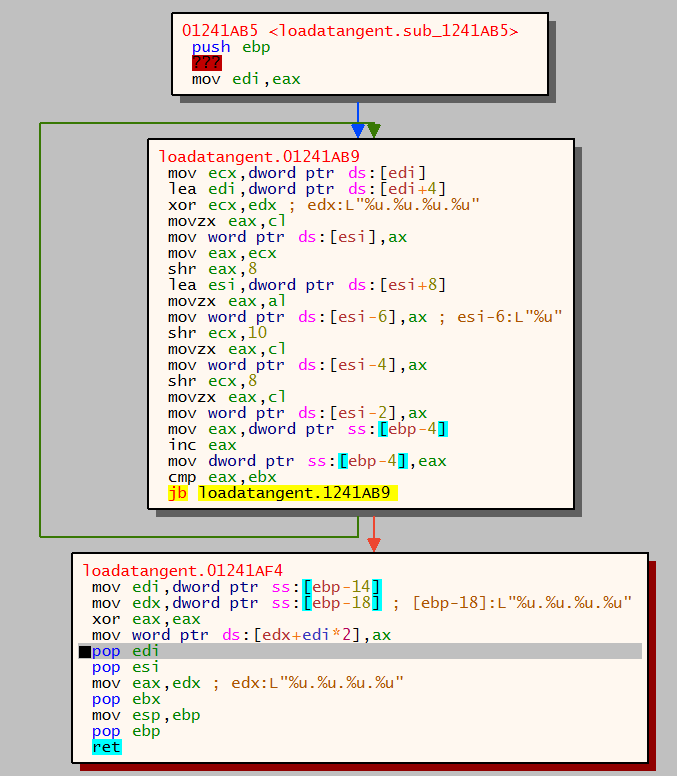 01241AB5 <loadatangent.sub_1241AB5>
push ebp
???
mov edi,eax
loadatangent.01241AB9
mov ecx,dword ptr ds:[edi]
lea edi,dword ptr ds:[edi+4]
xor ecx,edx ; edx:L"%u.%u.%u.%u"
movzx eax,cl
mov word ptr ds:[esi],ax
mov eax,ecx
shr eax,8
lea esi,dword ptr ds:[esi+8]
movzx eax,al
mov word ptr ds:[esi-6],ax ; esi-6:L"%u"
shr ecx,10
movzx eax,cl
mov word ptr ds:[esi-4],ax
shr ecx,8
movzx eax,cl
mov word ptr ds:[esi-2],ax
mov eax,dword ptr ss:[ebp-4]
inc eax
mov dword ptr ss:[ebp-4],eax
cmp eax,ebx
jb loadatangent.1241AB9
loadatangent.01241AF4
mov edi,dword ptr ss:[ebp-14]
mov edx,dword ptr ss:[ebp-18] ; [ebp-18]:L"%u.%u.%u.%u"
xor eax,eax
mov word ptr ds:[edx+edi*2],ax
pop edi
pop esi
mov eax,edx ; edx:L"%u.%u.%u.%u"
pop ebx
mov esp,ebp
pop ebp
ret